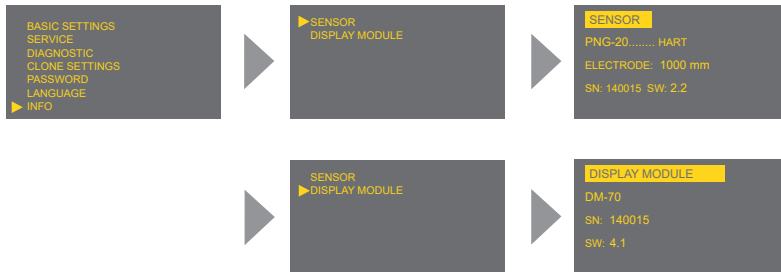 BASIC SETTINGS
SERVICE
DIAGNOSTIC
CLONE SETTINGS
PASSWORD
LANGUAGE
INFO
SENSOR
DISPLAY MODULE
SENSOR
PNG-20........ HART
ELECTRODE: 1000 mm
SN: 140015 SW: 2.2
SENSOR
DISPLAY MODULE
DISPLAY MODULE
DM-70
SN: 140015
SW: 4.1